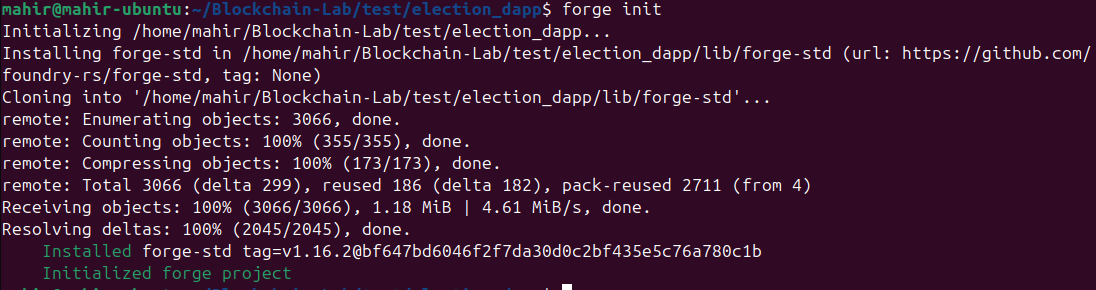 mahir@mahir-ubuntu:~/Blockchain-Lab/test/election_dapp$ forge init
Initializing /home/mahir/Blockchain-Lab/test/election_dapp...
Installing forge-std in /home/mahir/Blockchain-Lab/test/election_dapp/lib/forge-std (url: https://github.com/
foundry-rs/forge-std, tag: None)
Cloning into '/home/mahir/Blockchain-Lab/test/election_dapp/lib/forge-std'...
remote: Enumerating objects: 3066, done.
remote: Counting objects: 100% (355/355), done.
remote: Compressing objects: 100% (173/173), done.
remote: Total 3066 (delta 299), reused 186 (delta 182), pack-reused 2711 (from 4)
Receiving objects: 100% (3066/3066), 1.18 MiB | 4.61 MiB/s, done.
Resolving deltas: 100% (2045/2045), done.
    Installed forge-std tag=v1.16.2@bf647bd6046f2f7da30d0c2bf435e5c76a780c1b
    Initialized forge project